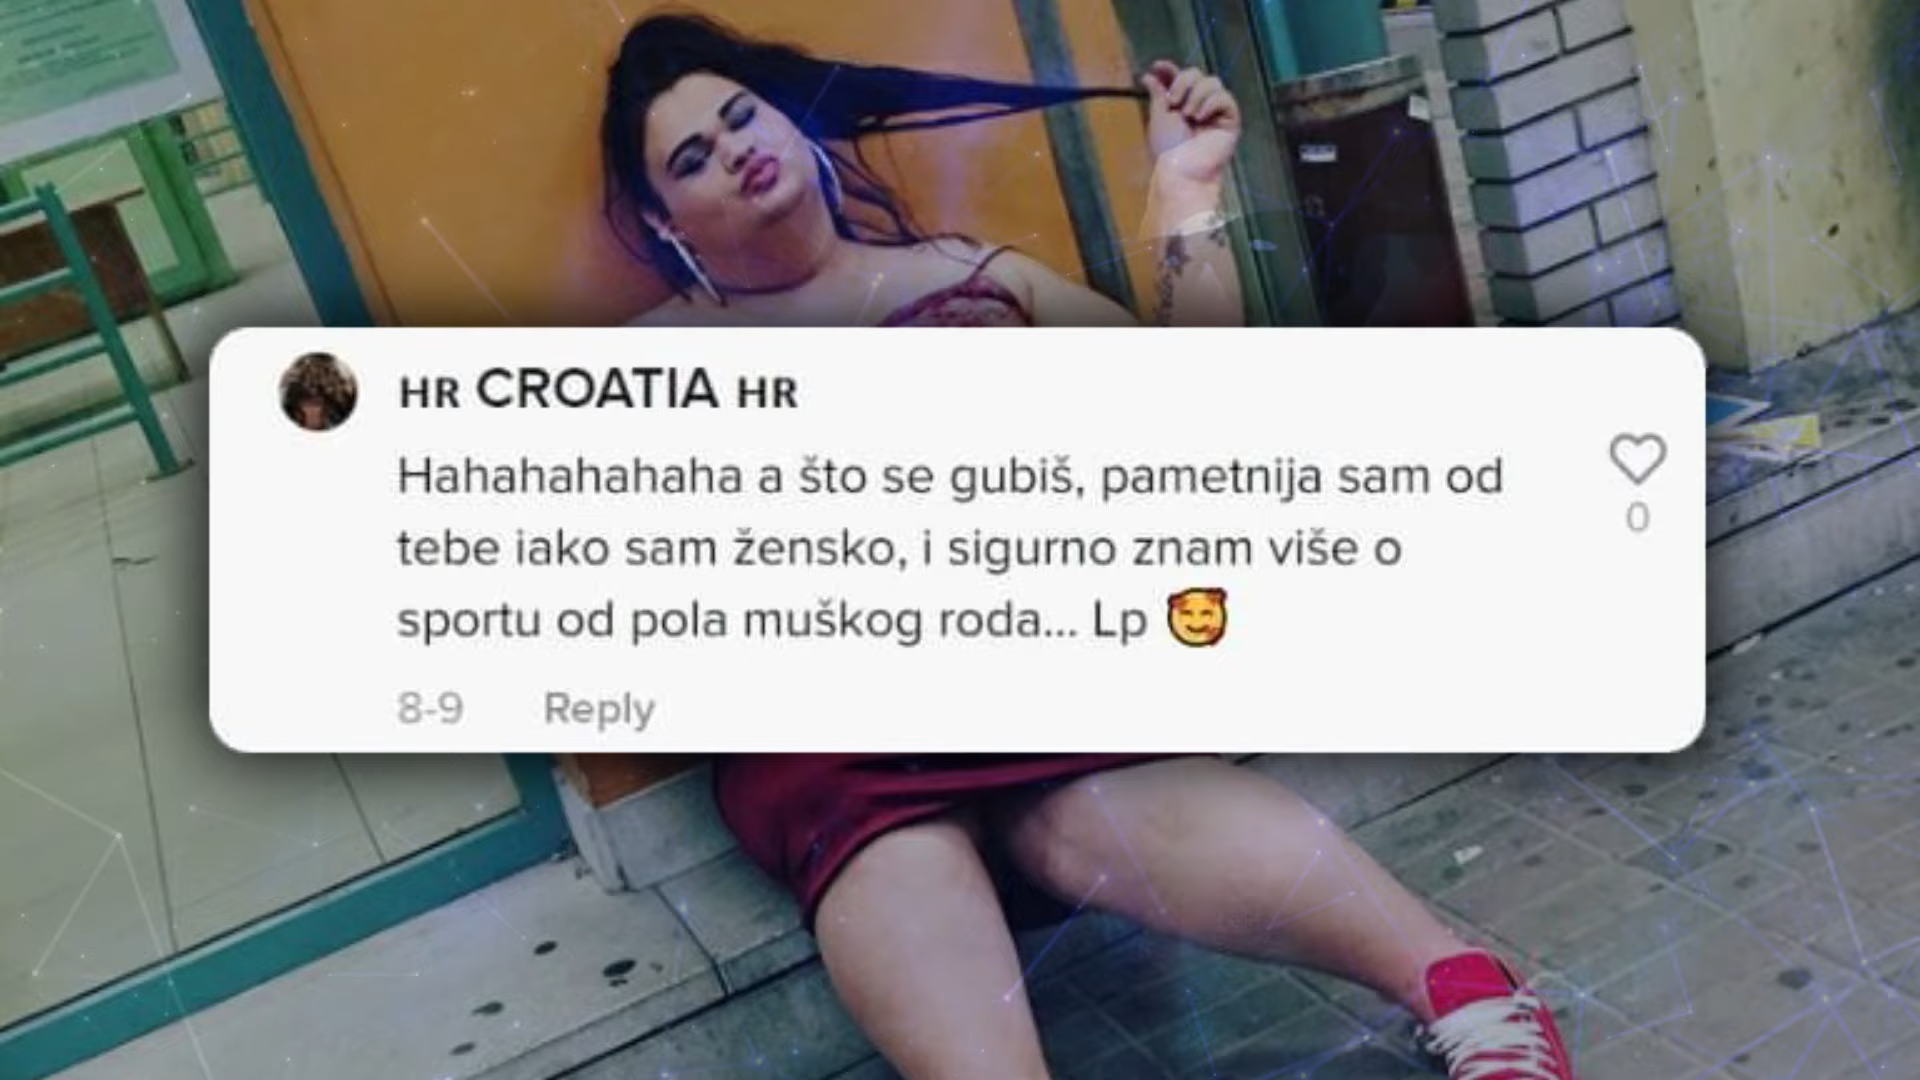 HR CROATIA HR
Hahahahahaha a što se gubiš, pametnija sam od
tebe iako sam žensko, i sigurno znam više o
sportu od pola muškog roda... Lp 🥰
0
8-9 Reply